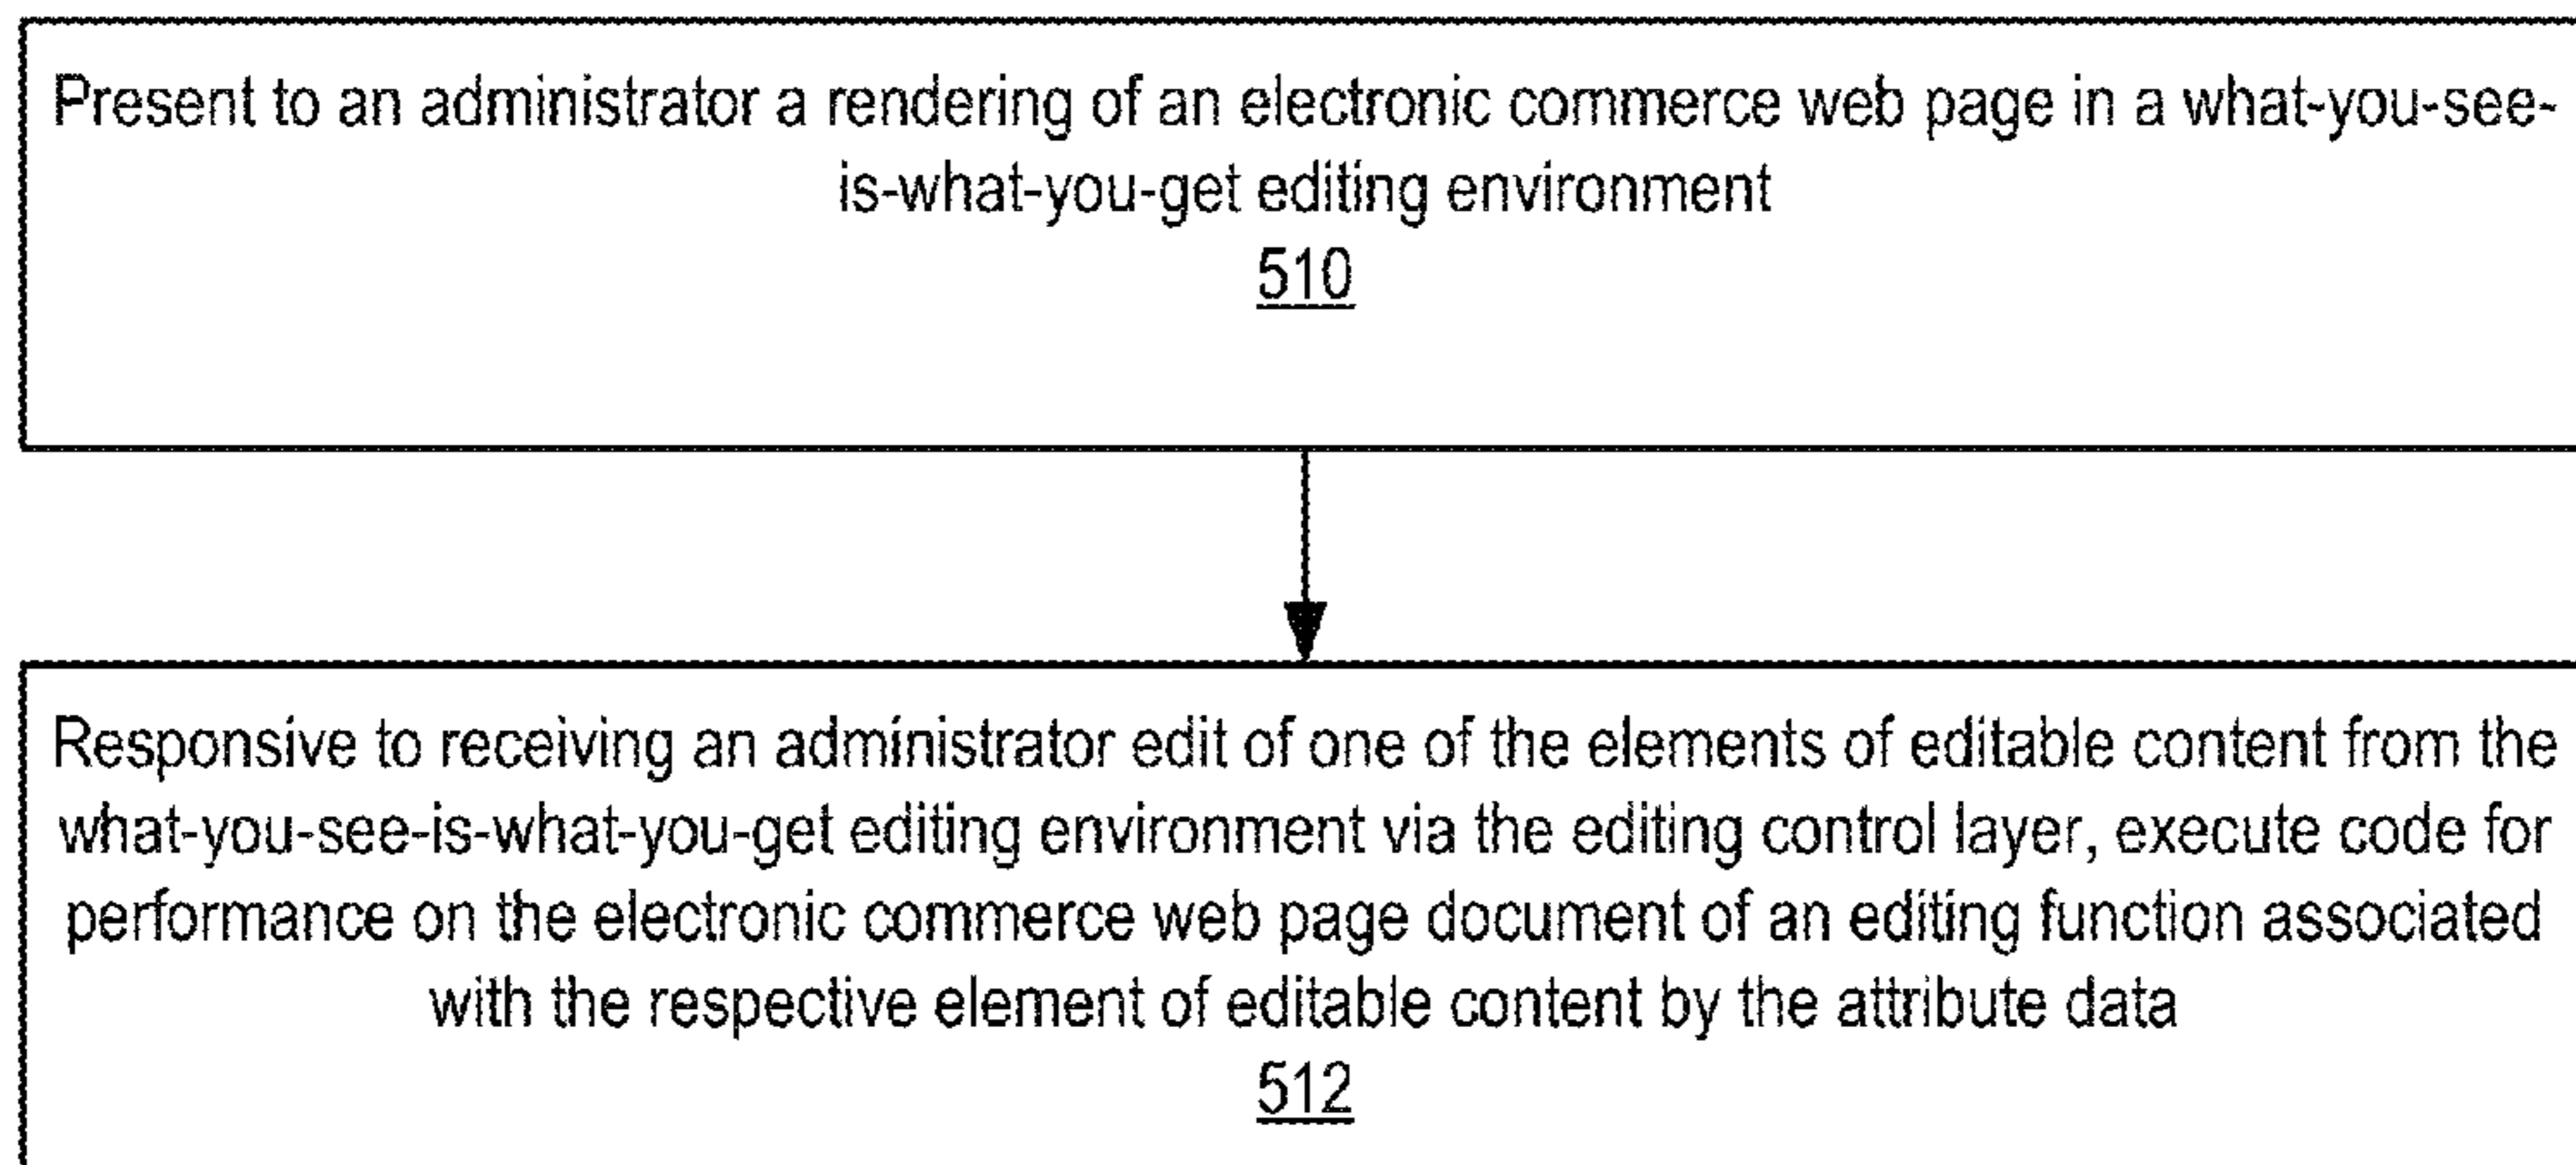 Present to an administrator a rendering of an electronic commerce web page in a what-you-see-
is-what-you-get editing environment
510
Responsive to receiving an administrator edit of one of the elements of editable content from the
what-you-see-is-what-you-get editing environment via the editing control layer, execute code for
performance on the electronic commerce web page document of an editing function associated
with the respective element of editable content by the attribute data
512